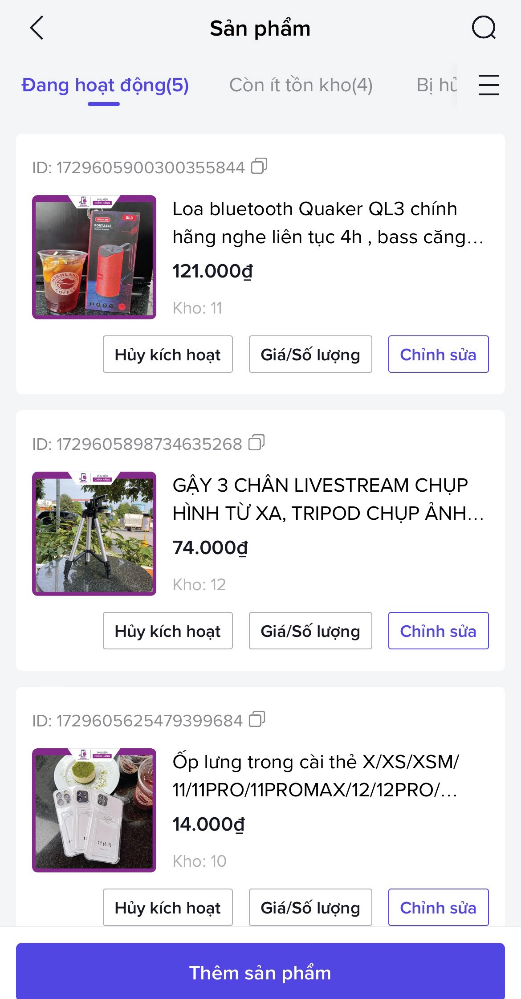 Sản phẩm
Đang hoạt động(5) Còn ít tồn kho(4) Bị hủ
ID: 1729605900300355844
Loa bluetooth Quaker QL3 chính
hãng nghe liên tục 4h , bass căng...
121.000₫
Kho: 11
Hủy kích hoạt Giá/Số lượng Chỉnh sửa
ID: 1729605898734635268
GẬY 3 CHÂN LIVESTREAM CHỤP
HÌNH TỪ XA, TRIPOD CHỤP ẢNH...
74.000₫
Kho: 12
Hủy kích hoạt Giá/Số lượng Chỉnh sửa
ID: 1729605625479399684
Ốp lưng trong cài thẻ X/XS/XSM/
11/11PRO/11PROMAX/12/12PRO/...
14.000₫
Kho: 10
Hủy kích hoạt Giá/Số lượng Chỉnh sửa
Thêm sản phẩm